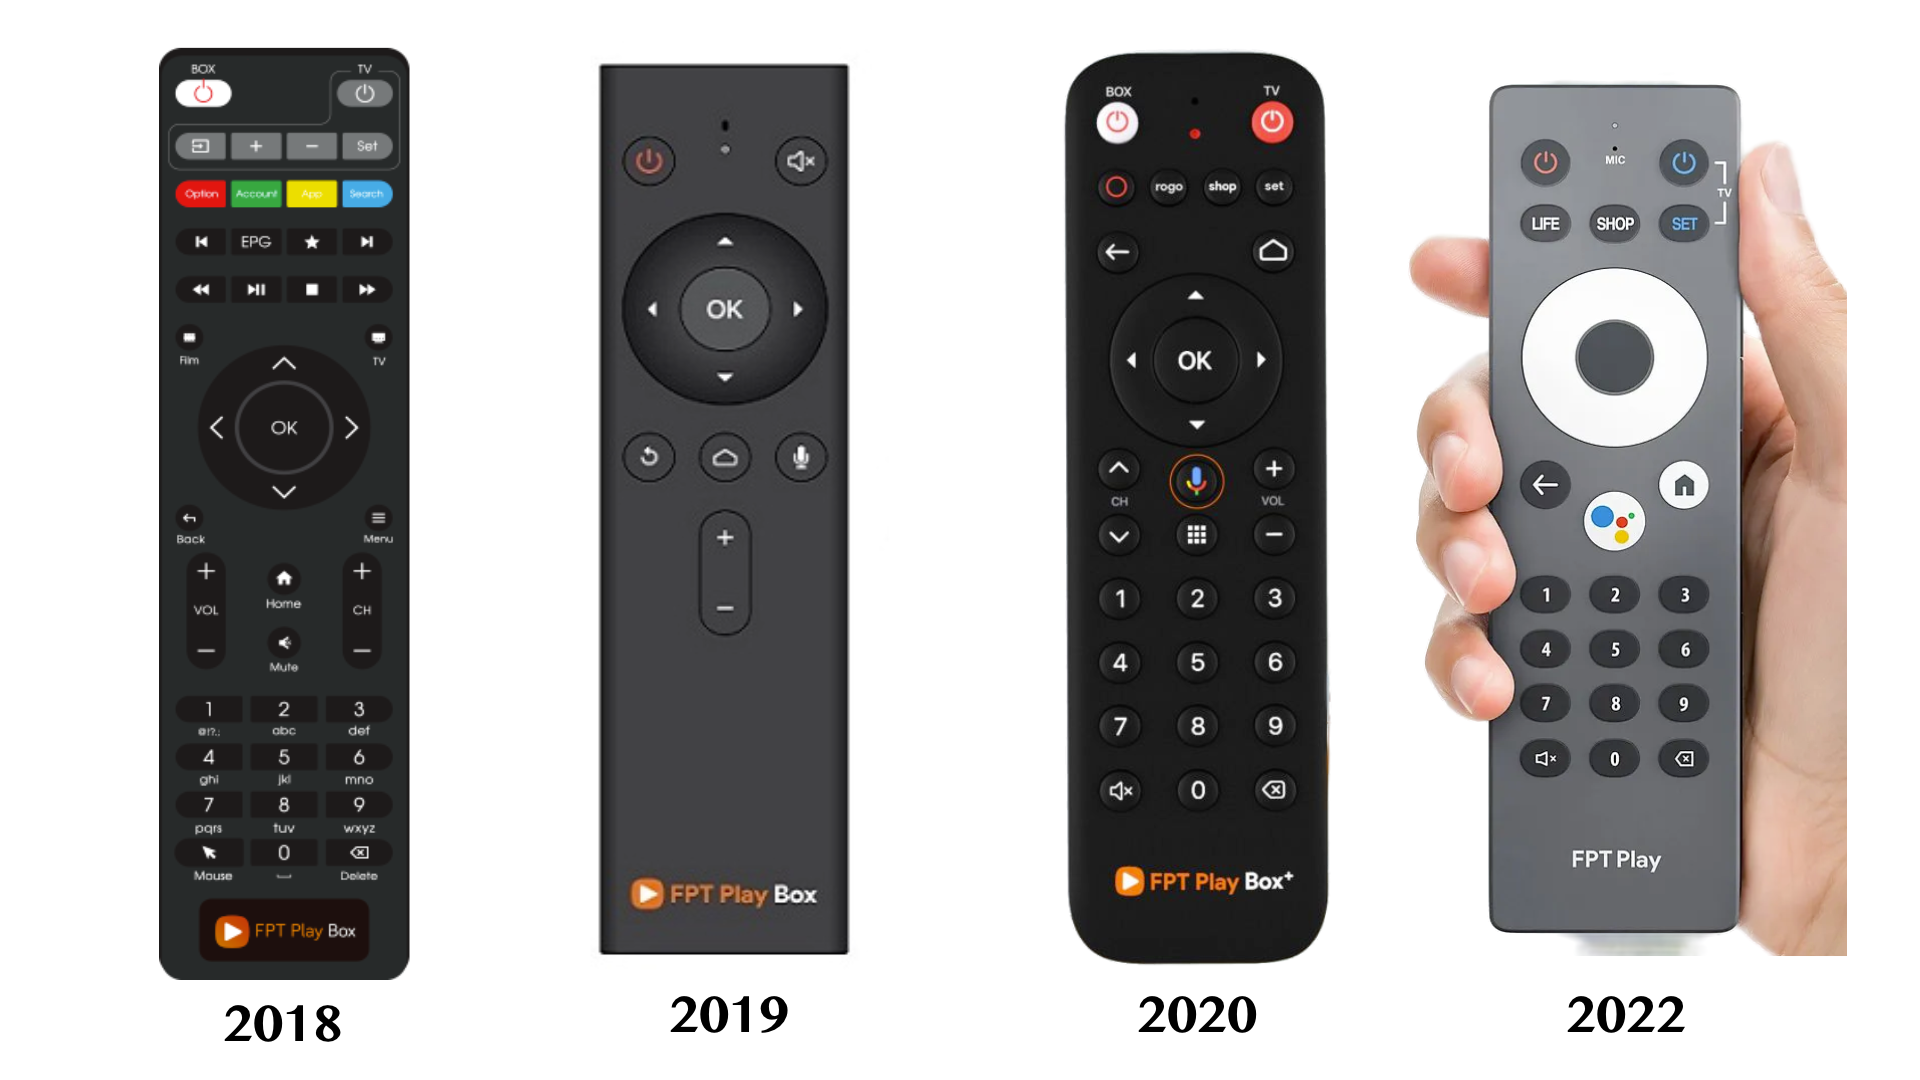 BOX TV
+ − Set
Option Account App Search
EPG
Film TV
OK
Back Menu
+ +
VOL Home CH
− −
Mute
1 2 3
@!?.: abc def
4 5 6
ghi jkl mno
7 8 9
pqrs tuv wxyz
0
Mouse Delete
FPT Play Box
2018
OK
+
−
FPT Play Box
2019
BOX TV
rogo shop set
OK
+
CH VOL
−
1 2 3
4 5 6
7 8 9
0
FPT Play Box+
2020
MIC
TV
LIFE SHOP SET
1 2 3
4 5 6
7 8 9
0
FPT Play
2022